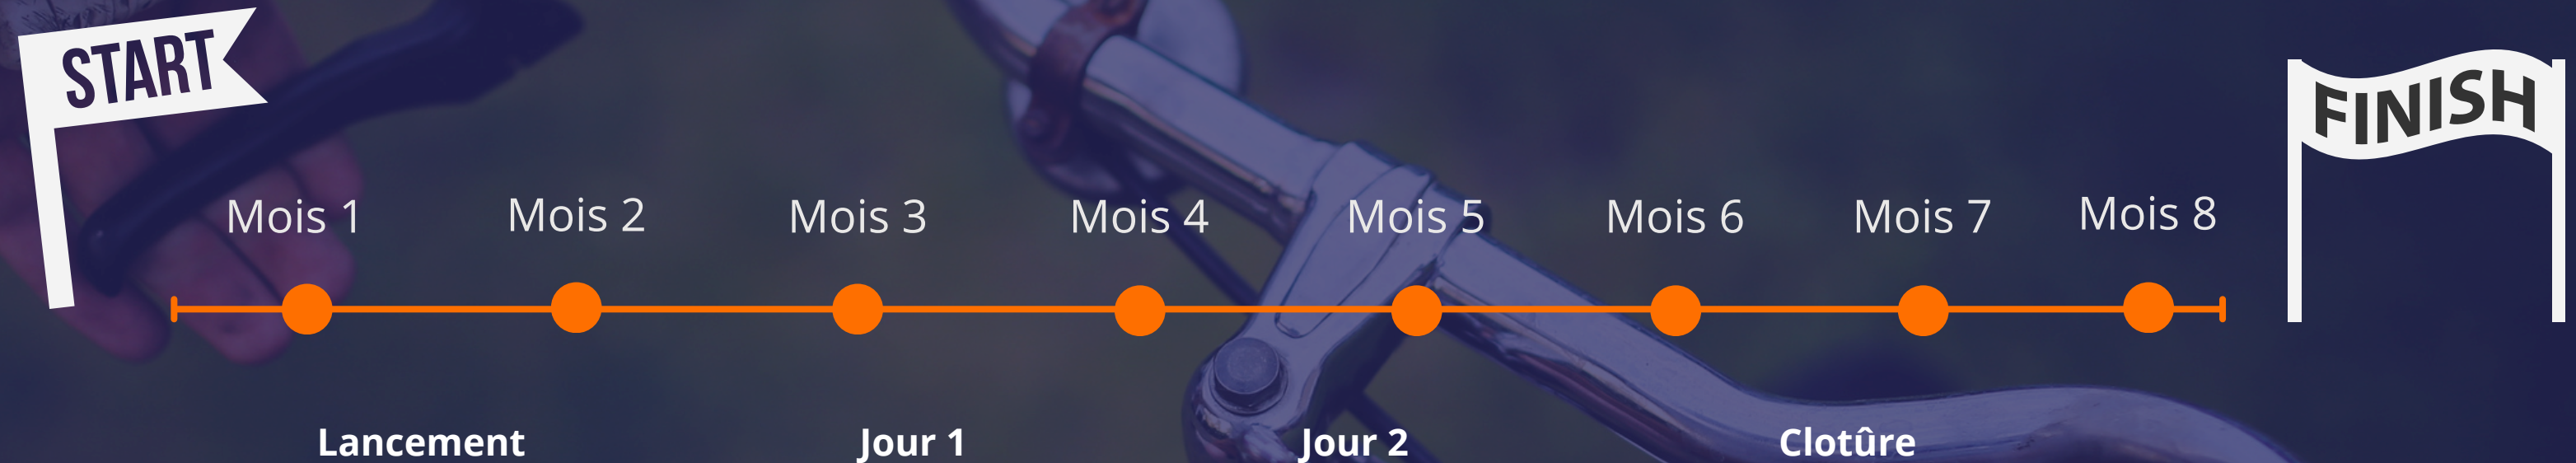 START
FINISH
Mois 1 Mois 2 Mois 3 Mois 4 Mois 5 Mois 6 Mois 7 Mois 8
Lancement Jour 1 Jour 2 Clotûre